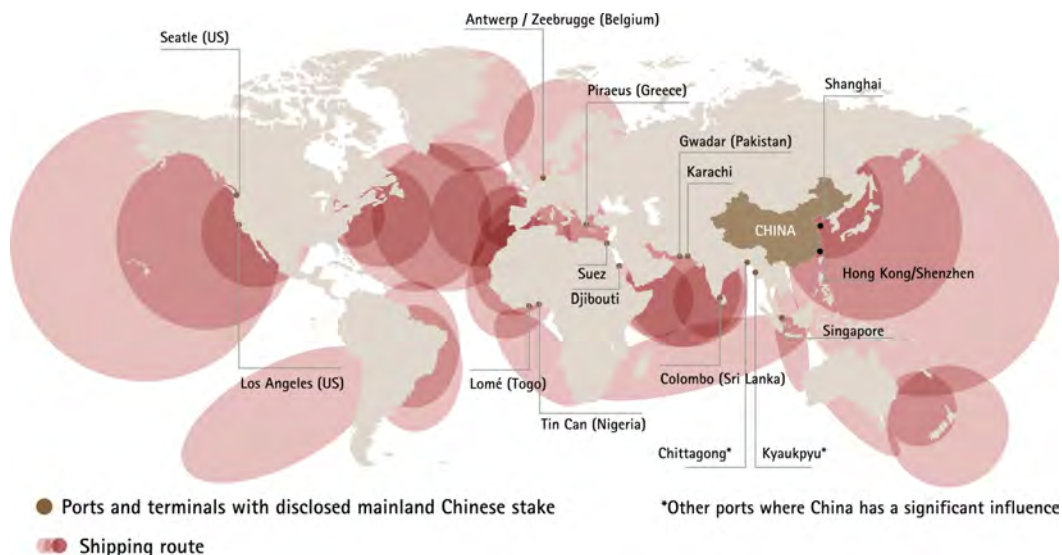 Antwerp / Zeebrugge (Belgium)
Seatle (US)
Shanghai
Piraeus (Greece)
Gwadar (Pakistan)
Karachi
CHINA
Suez
Hong Kong/Shenzhen
Djibouti
Singapore
Los Angeles (US)
Lomé (Togo)
Colombo (Sri Lanka)
Tin Can (Nigeria)
Chittagong*
Kyaukpyu*
Ports and terminals with disclosed mainland Chinese stake
*Other ports where China has a significant influence
Shipping route